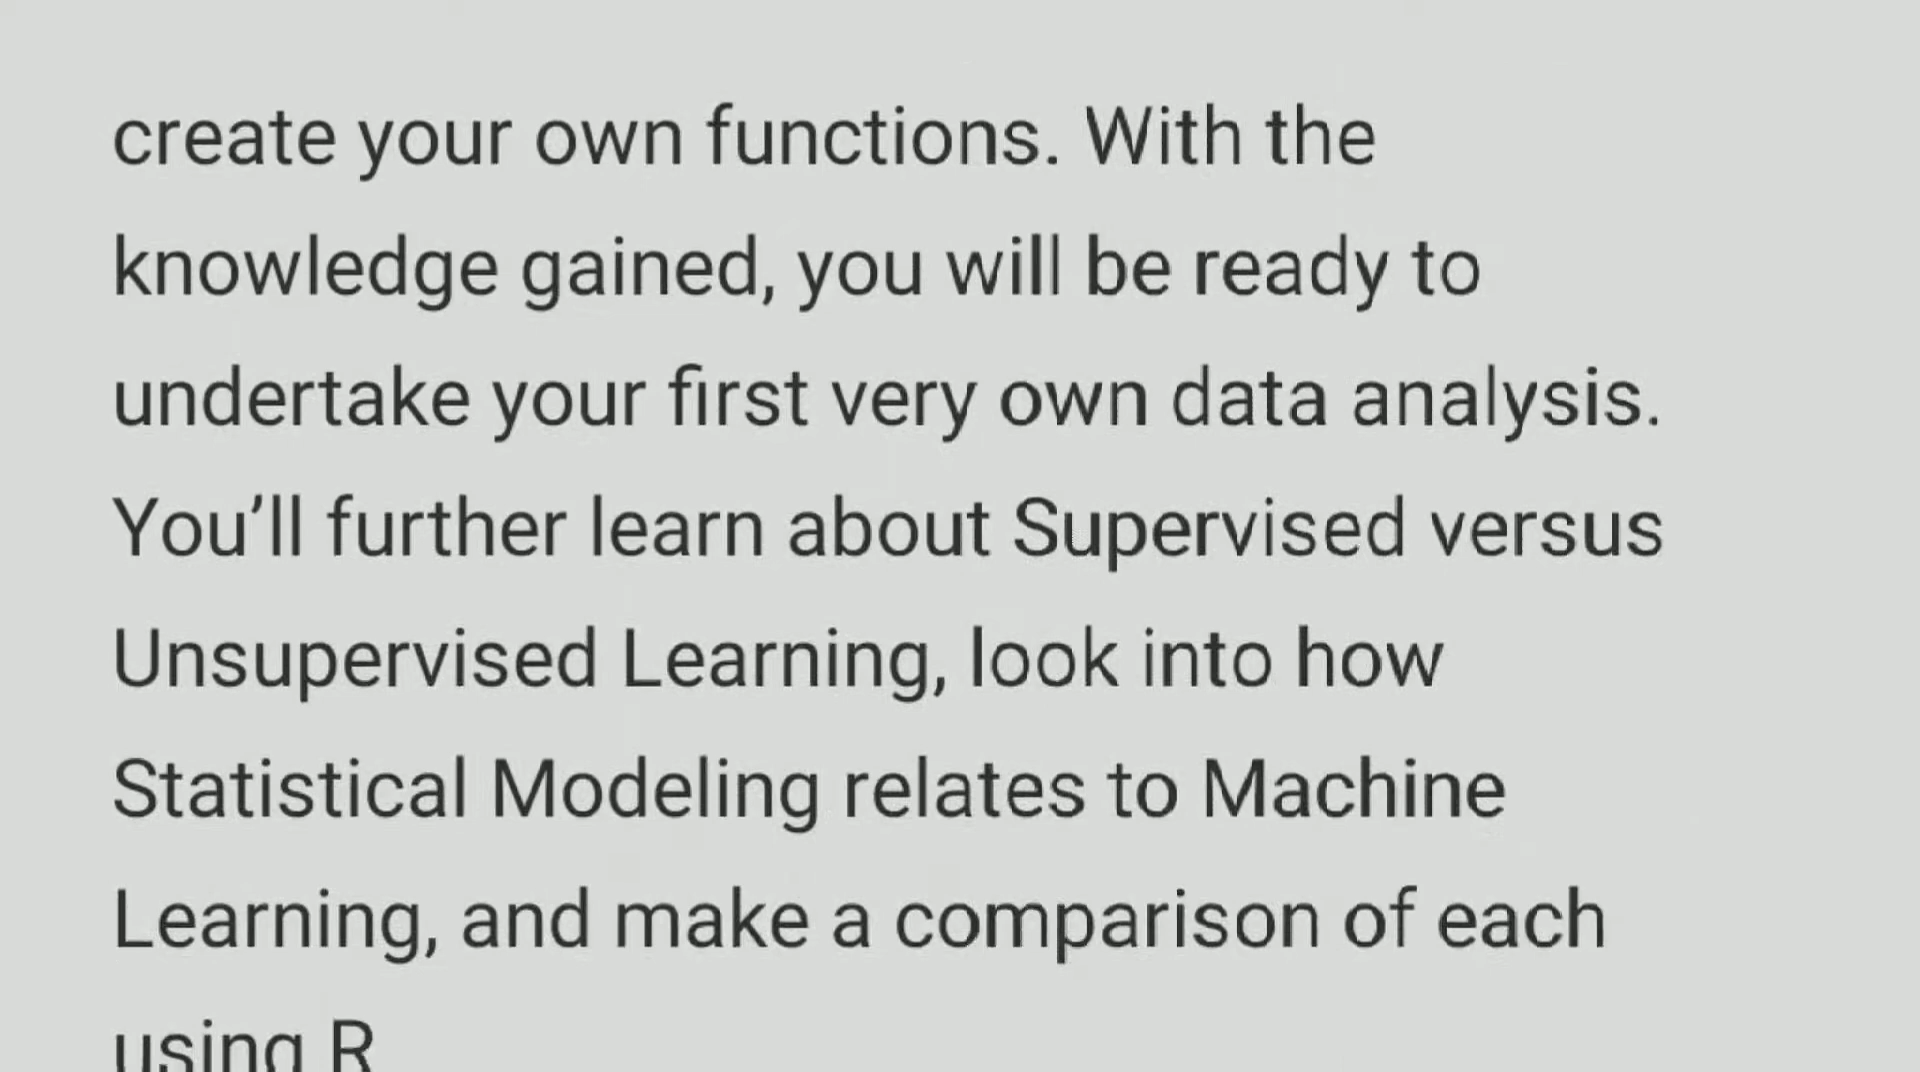 create your own functions. With the
knowledge gained, you will be ready to
undertake your first very own data analysis.
You’ll further learn about Supervised versus
Unsupervised Learning, look into how
Statistical Modeling relates to Machine
Learning, and make a comparison of each
using R